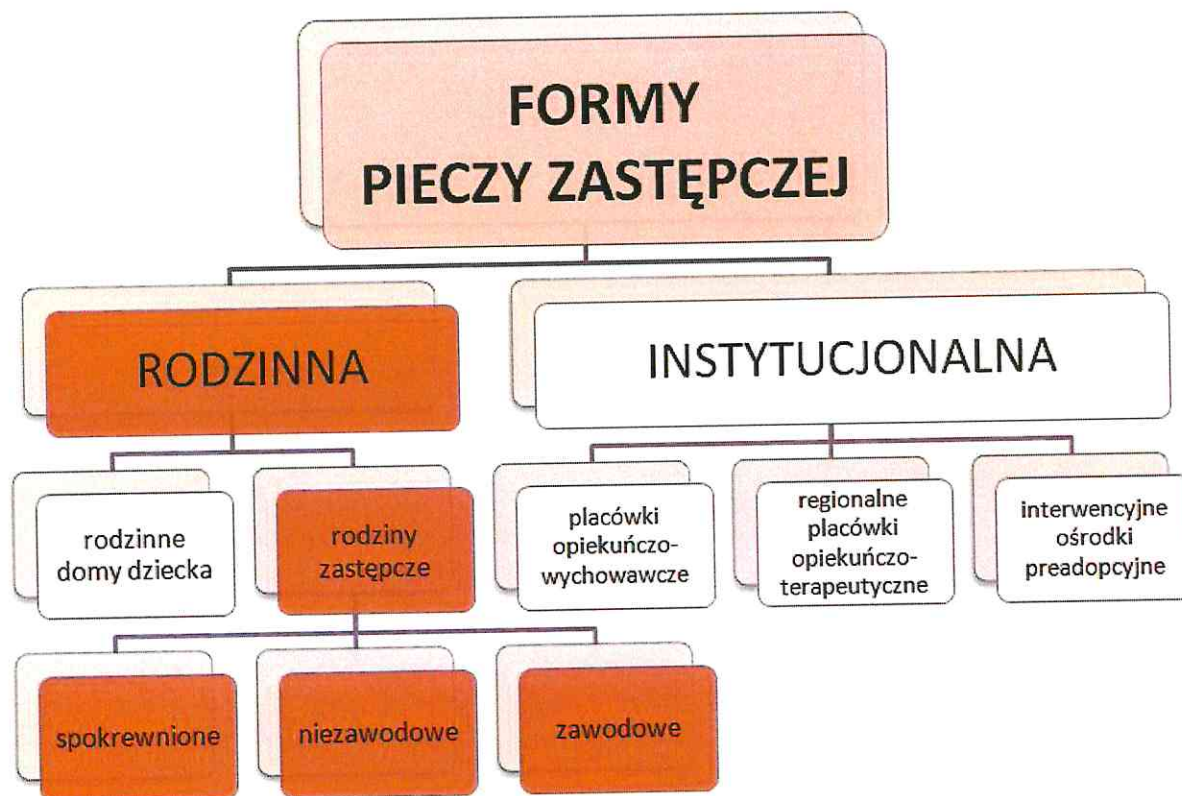 FORMY
PIECZY ZASTĘPCZEJ
RODZINNA
INSTYTUCJONALNA
rodzinne
domy dziecka
rodziny
zastępcze
placówki
opiekuńczo-
wychowawcze
regionalne
placówki
opiekuńczo-
terapeutyczne
interwencyjne
ośrodki
preadopcyjne
spokrewnione
niezawodowe
zawodowe